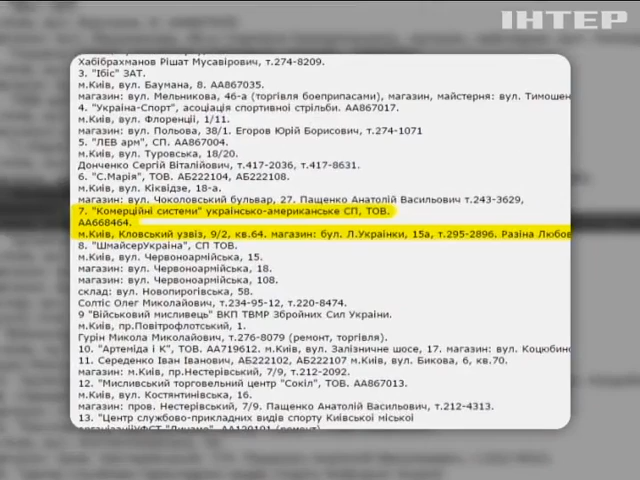 ІНТЕР
Хабібрахманов Рішат Мусавірович, т.274-8209.
3. "Ібіс" ЗАТ.
м.Київ, вул. Баумана, 8. АА867035.
магазин: вул. Мельникова, 46-а (торгівля боеприпасами), магазин, майстерня: вул. Тимошен
4. "Україна-Спорт", асоціація спортивної стрільби. АА867017.
м.Київ, вул. Флоренції, 1/11.
магазин: вул. Польова, 38/1. Егоров Юрій Борисович, т.274-1071
5. "ЛЕВ арм", СП. АА867004.
м.Київ, вул. Туровська, 18/20.
Донченко Сергій Віталійович, т.417-2036, т.417-8631.
6. "С.Марія", ТОВ. АБ222104, АБ222108.
м.Київ, вул. Кіквідзе, 18-а.
магазин: вул. Чоколовський бульвар, 27. Пащенко Анатолій Васильович т.243-3629,
7. "Комерційні системи" українсько-американське СП, ТОВ.
АА668464.
м.Київ, Кловський узвіз, 9/2, кв.64. магазин: бул. Л.Украінки, 15а, т.295-2896. Разіна Любов
8. "ШмайсерУкраїна", СП ТОВ.
м.Київ, вул. Червоноармійська, 15.
магазин: вул. Червоноармійська, 18.
магазин: вул. Червоноармійська, 108.
склад: вул. Новопирогівська, 58.
Солтіс Олег Миколайович, т.234-95-12, т.220-8474.
9 "Військовий мисливець" ВКП ТВМР Збройних Сил України.
м.Київ, пр.Повітрофлотський, 1.
Гурін Микола Миколайович, т.276-8079 (ремонт, торгівля).
10. "Артеміда і К", ТОВ. АА719612. м.Київ, вул. Залізничне шосе, 17. магазин: вул. Коцюбинс
11. Середенко Іван Іванович, АБ222102, АБ222107 м.Київ, вул. Бикова, 6, кв.70.
магазин: м.Київ, пр.Нестерівський, 7/9, т.212-2092.
12. "Мисливський торговельний центр "Сокіл", ТОВ. АА867013.
м.Київ, вул. Костянтинівська, 16.
магазин: пров. Нестерівський, 7/9. Пащенко Анатолій Васильович, т.212-4313.
13. "Центр службово-прикладних видів спорту Київської міської